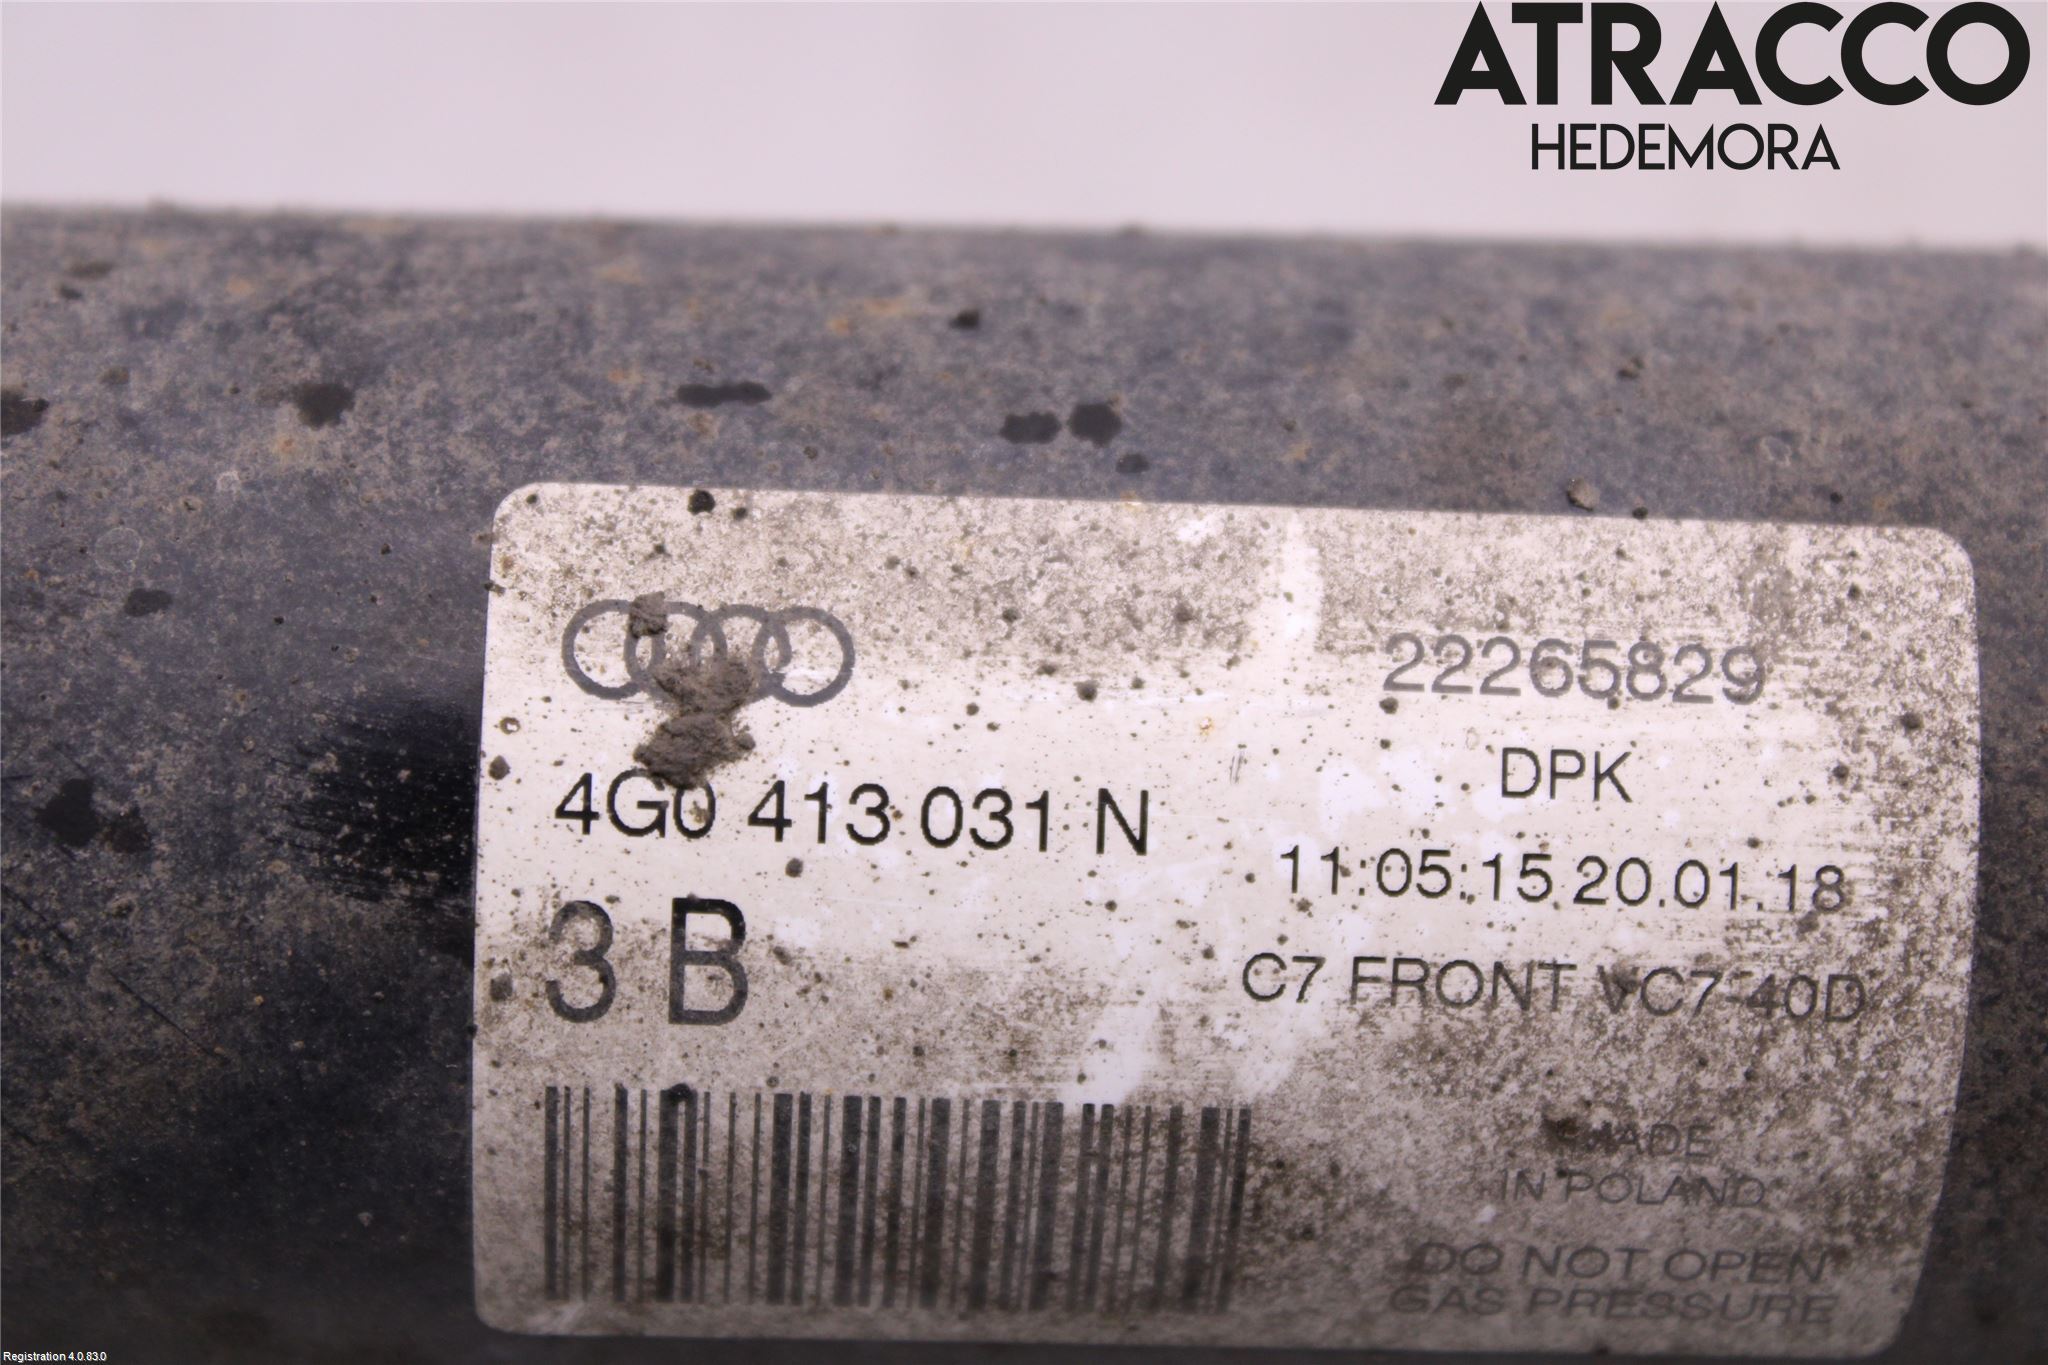 ATRACCO
HEDEMORA
22265829
DPK
4G0 413 031 N
11:05:15 20.01.18
3 B
C7 FRONT VC7-40D
MADE
IN POLAND
DO NOT OPEN
GAS PRESSURE
Registration 4.0.83.0